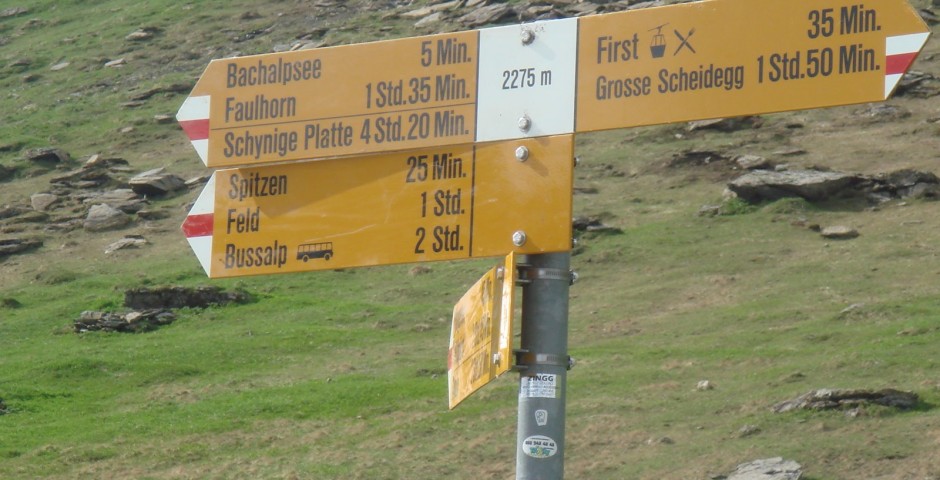 Bachalpsee 5 Min.
Faulhorn 1 Std. 35 Min.
Schynige Platte 4 Std. 20 Min.
2275 m
First 35 Min.
Grosse Scheidegg 1 Std. 50 Min.
Spitzen 25 Min.
Feld 1 Std.
Bussalp 2 Std.
ZINGG